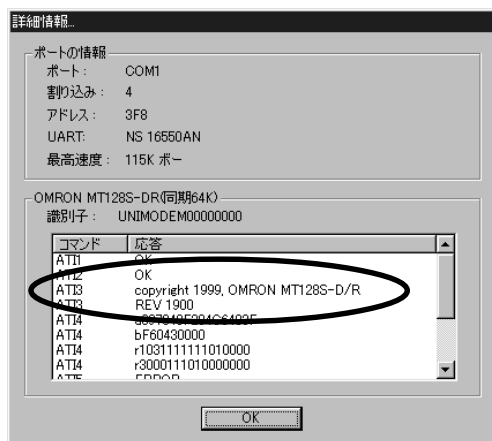 詳細情報...
ポートの情報
ポート： COM1
割り込み： 4
アドレス： 3F8
UART: NS 16550AN
最高速度： 115K ボー
OMRON MT128S-DR(同期64K)
識別子： UNIMODEM00000000
コマンド 応答
ATI1 OK
ATI2 OK
ATI3 copyright 1999, OMRON MT128S-D/R
ATI3 REV 1900
ATI4
ATI4 bF60430000
ATI4 r1031111111010000
ATI4 r3000111010000000
ATI5 ERROR
OK